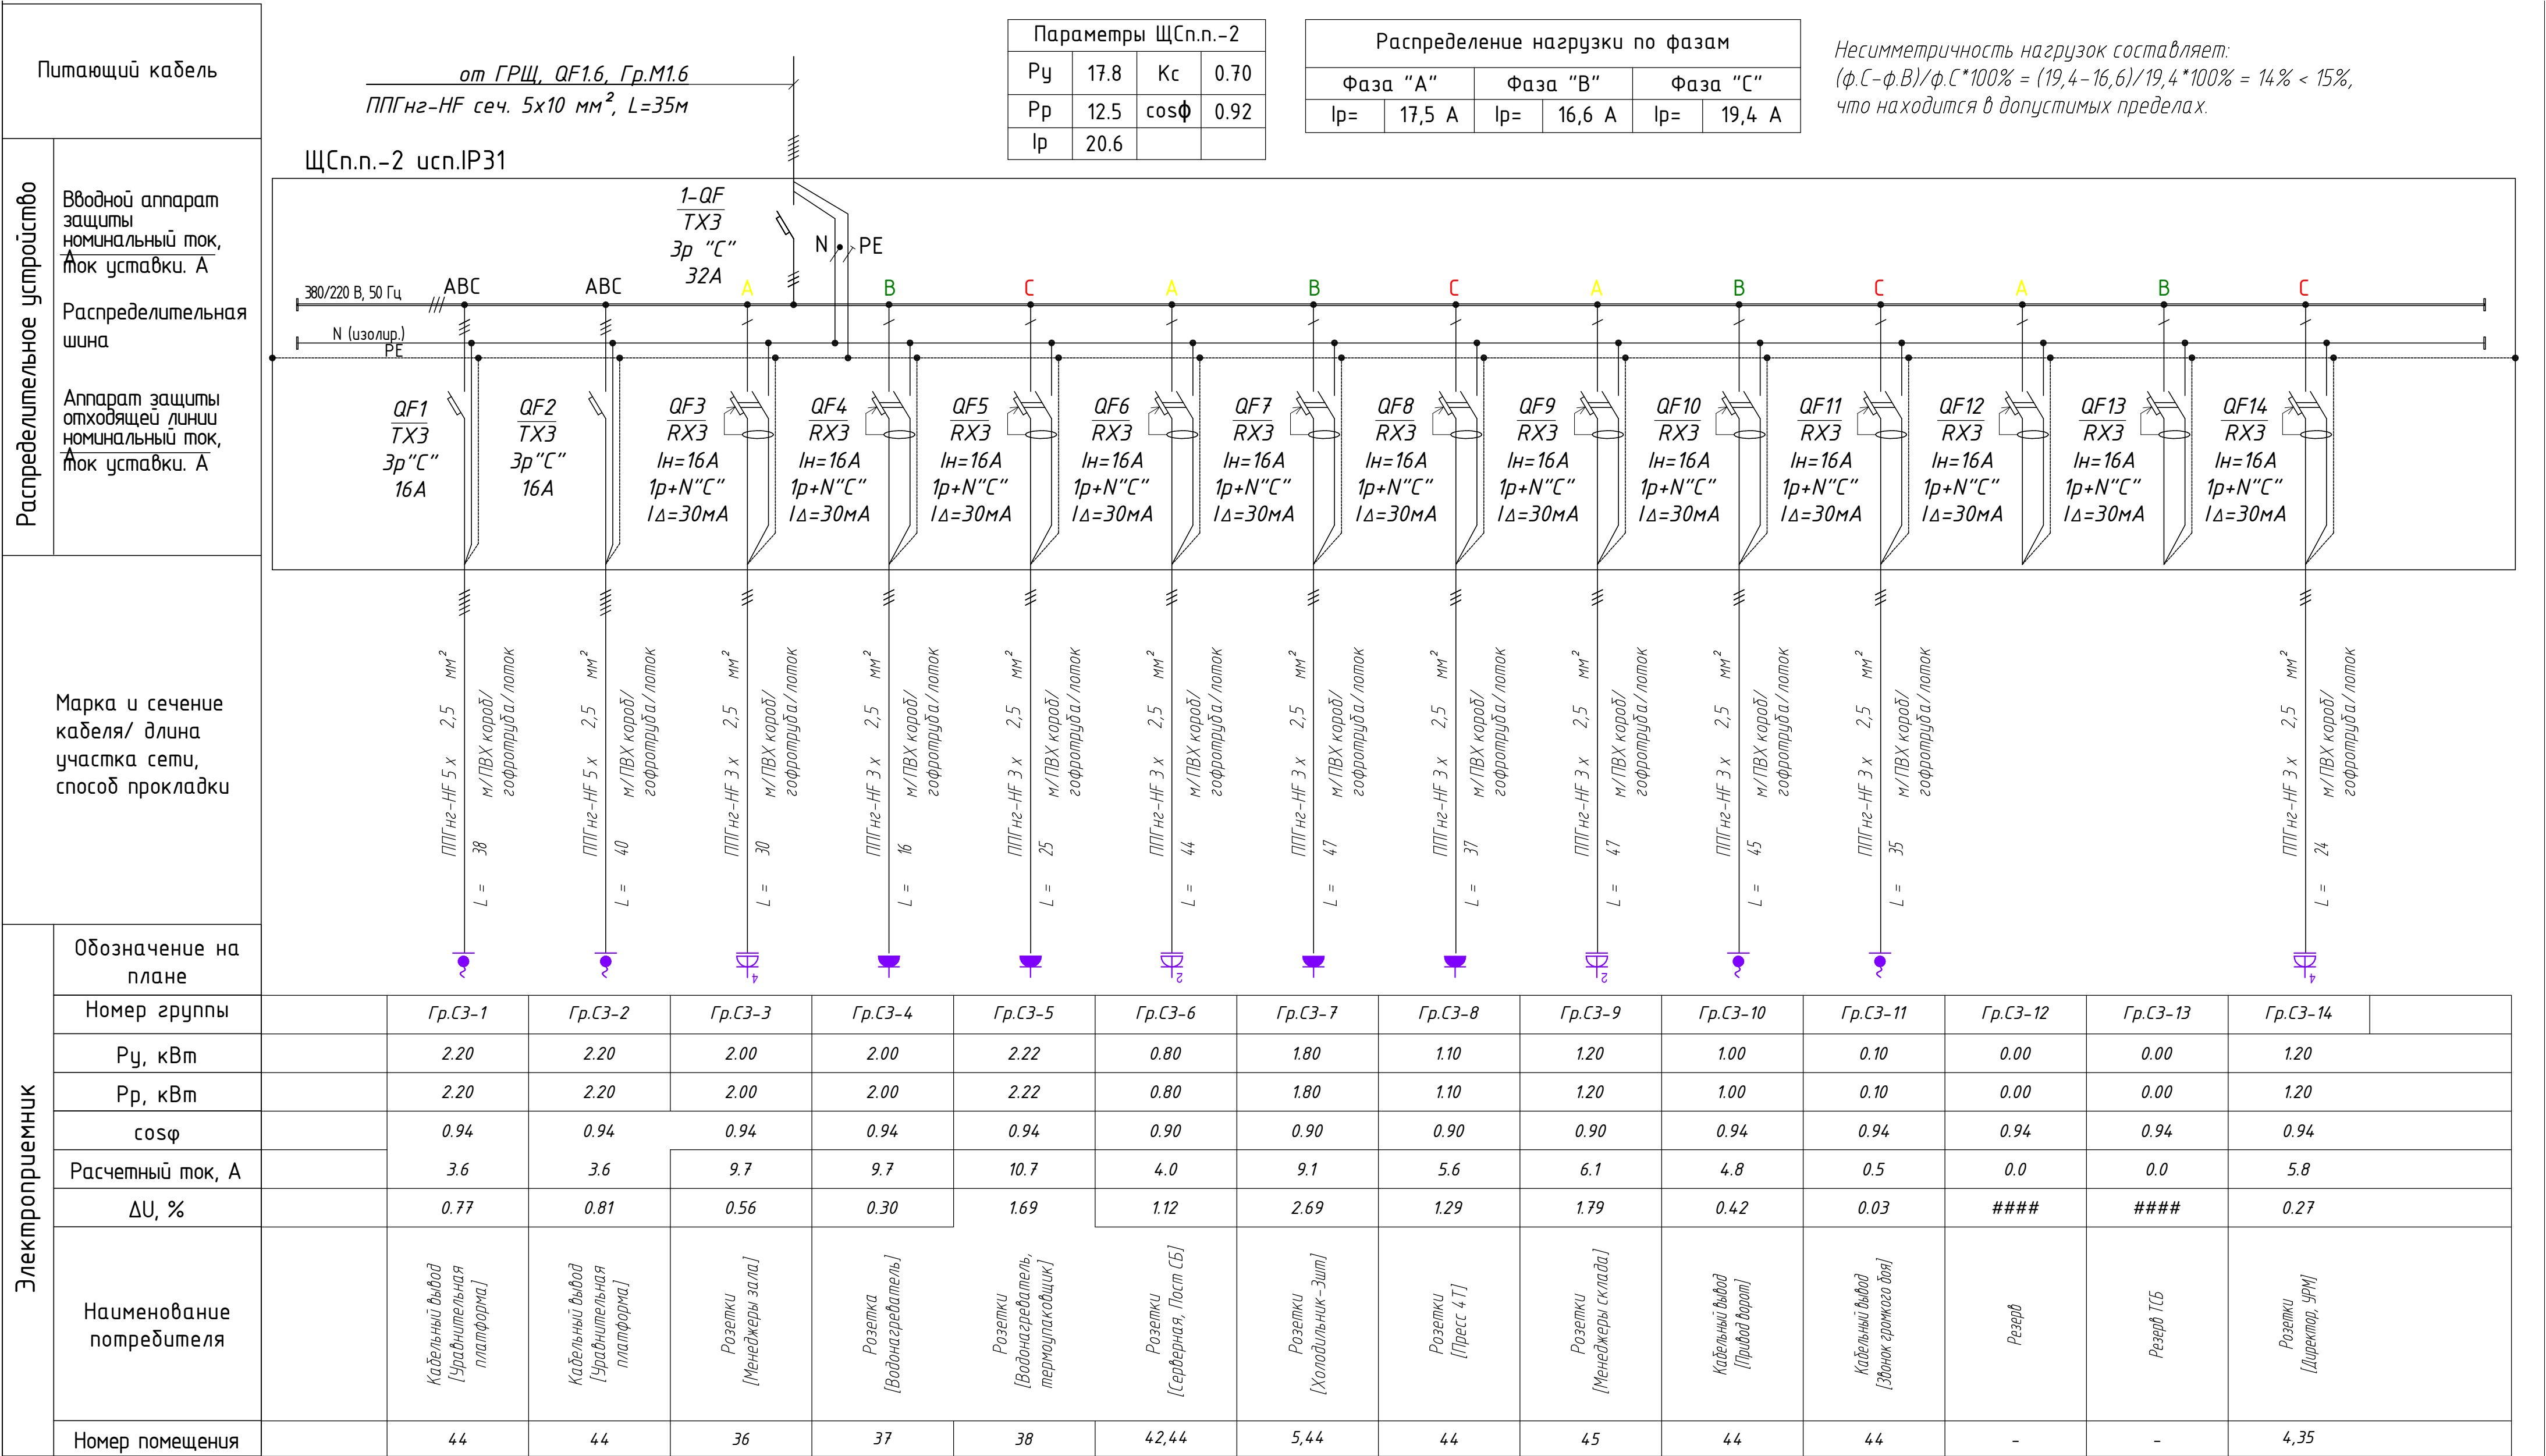 Питающий кабель
от ГРЩ, QF1.6, Гр.М1.6
ППГнг-HF сеч. 5х10 мм², L=35м
Параметры ЩСп.п.-2
Ру 17.8 Кс 0.70
Рр 12.5 cosϕ 0.92
Iр 20.6
Распределение нагрузки по фазам
Фаза "А" Фаза "В" Фаза "С"
Iр= 17,5 А Iр= 16,6 А Iр= 19,4 А
Несимметричность нагрузок составляет:
(ф.С-ф.В)/ф.С*100% = (19,4-16,6)/19,4*100% = 14% < 15%,
что находится в допустимых пределах.
Распределительное устройство
Вводной аппарат
защиты
номинальный ток,
А
ток уставки. А
Распределительная
шина
Аппарат защиты
отходящей линии
номинальный ток,
А
ток уставки. А
ЩСп.п.-2 исп.IP31
1-QF
TX3
3р "С"
32А
N PE
380/220 В, 50 Гц
ABC ABC A B C A B C A B C A B C
N (изолир.)
PE
QF1 QF2 QF3 QF4 QF5 QF6 QF7 QF8 QF9 QF10 QF11 QF12 QF13 QF14
TX3 TX3 RX3 RX3 RX3 RX3 RX3 RX3 RX3 RX3 RX3 RX3 RX3 RX3
3р"С" 3р"С" Iн=16А Iн=16А Iн=16А Iн=16А Iн=16А Iн=16А Iн=16А Iн=16А Iн=16А Iн=16А Iн=16А Iн=16А
16А 16А 1р+N"С" 1р+N"С" 1р+N"С" 1р+N"С" 1р+N"С" 1р+N"С" 1р+N"С" 1р+N"С" 1р+N"С" 1р+N"С" 1р+N"С" 1р+N"С"
IΔ=30мА IΔ=30мА IΔ=30мА IΔ=30мА IΔ=30мА IΔ=30мА IΔ=30мА IΔ=30мА IΔ=30мА IΔ=30мА IΔ=30мА IΔ=30мА
Марка и сечение
кабеля/ длина
участка сети,
способ прокладки
ППГнг-HF 5 х 2,5 мм²
L = 38 м/ПВХ короб/
гофротруба/лоток
ППГнг-HF 5 х 2,5 мм²
L = 40 м/ПВХ короб/
гофротруба/лоток
ППГнг-HF 3 х 2,5 мм²
L = 30 м/ПВХ короб/
гофротруба/лоток
ППГнг-HF 3 х 2,5 мм²
L = 16 м/ПВХ короб/
гофротруба/лоток
ППГнг-HF 3 х 2,5 мм²
L = 25 м/ПВХ короб/
гофротруба/лоток
ППГнг-HF 3 х 2,5 мм²
L = 44 м/ПВХ короб/
гофротруба/лоток
ППГнг-HF 3 х 2,5 мм²
L = 47 м/ПВХ короб/
гофротруба/лоток
ППГнг-HF 3 х 2,5 мм²
L = 37 м/ПВХ короб/
гофротруба/лоток
ППГнг-HF 3 х 2,5 мм²
L = 47 м/ПВХ короб/
гофротруба/лоток
ППГнг-HF 3 х 2,5 мм²
L = 45 м/ПВХ короб/
гофротруба/лоток
ППГнг-HF 3 х 2,5 мм²
L = 35 м/ПВХ короб/
гофротруба/лоток
ППГнг-HF 3 х 2,5 мм²
L = 24 м/ПВХ короб/
гофротруба/лоток
Электроприемник
Обозначение на
плане
4 2 2 4
Номер группы Гр.С3-1 Гр.С3-2 Гр.С3-3 Гр.С3-4 Гр.С3-5 Гр.С3-6 Гр.С3-7 Гр.С3-8 Гр.С3-9 Гр.С3-10 Гр.С3-11 Гр.С3-12 Гр.С3-13 Гр.С3-14
Ру, кВт 2.20 2.20 2.00 2.00 2.22 0.80 1.80 1.10 1.20 1.00 0.10 0.00 0.00 1.20
Рр, кВт 2.20 2.20 2.00 2.00 2.22 0.80 1.80 1.10 1.20 1.00 0.10 0.00 0.00 1.20
cosφ 0.94 0.94 0.94 0.94 0.94 0.90 0.90 0.90 0.90 0.94 0.94 0.94 0.94 0.94
Расчетный ток, А 3.6 3.6 9.7 9.7 10.7 4.0 9.1 5.6 6.1 4.8 0.5 0.0 0.0 5.8
ΔU, % 0.77 0.81 0.56 0.30 1.69 1.12 2.69 1.29 1.79 0.42 0.03 #### #### 0.27
Наименование
потребителя
Кабельный вывод
[Уравнительная
платформа]
Кабельный вывод
[Уравнительная
платформа]
Розетки
[Менеджеры зала]
Розетка
[Водонагреватель]
Розетки
[Водонагреватель,
термоупаковщик]
Розетки
[Серверная, Пост СБ]
Розетки
[Холодильник-3шт]
Розетки
[Пресс 4 Т]
Розетки
[Менеджеры склада]
Кабельный вывод
[Привод ворот]
Кабельный вывод
[Звонок громкого боя]
Резерв
Резерв ТСБ
Розетки
[Директор, УРМ]
Номер помещения 44 44 36 37 38 42,44 5,44 44 45 44 44 - - 4,35